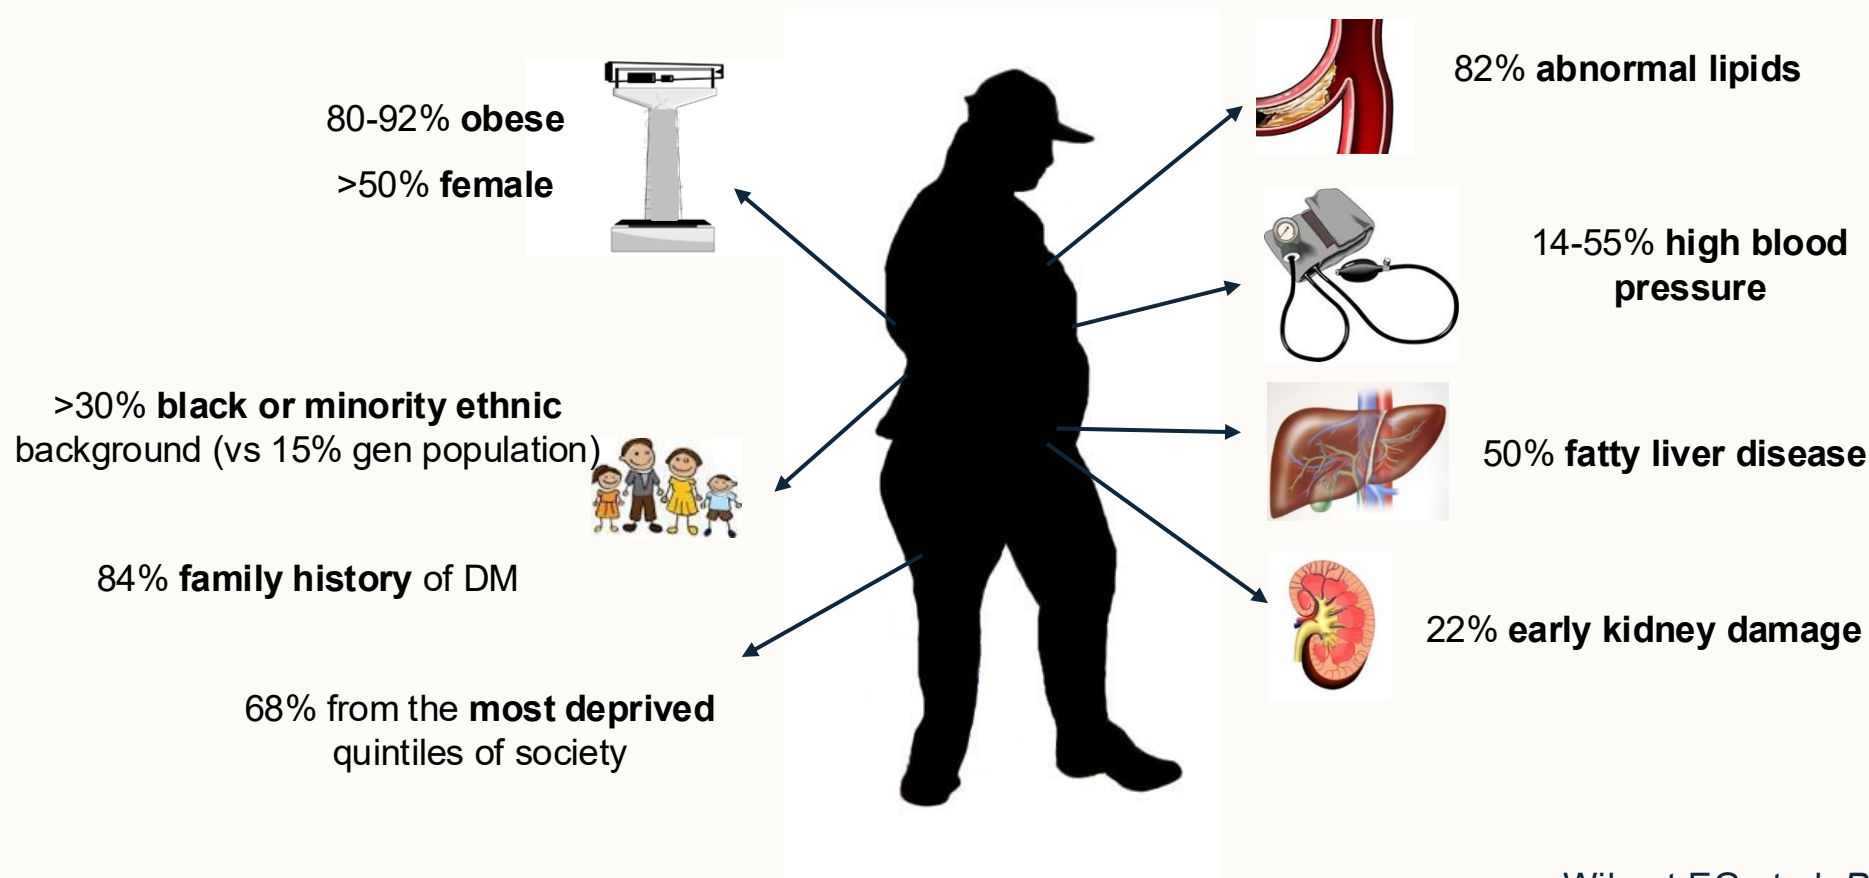 80-92% obese
>50% female
>30% black or minority ethnic
background (vs 15% gen population)
84% family history of DM
68% from the most deprived
quintiles of society
82% abnormal lipids
14-55% high blood
pressure
50% fatty liver disease
22% early kidney damage